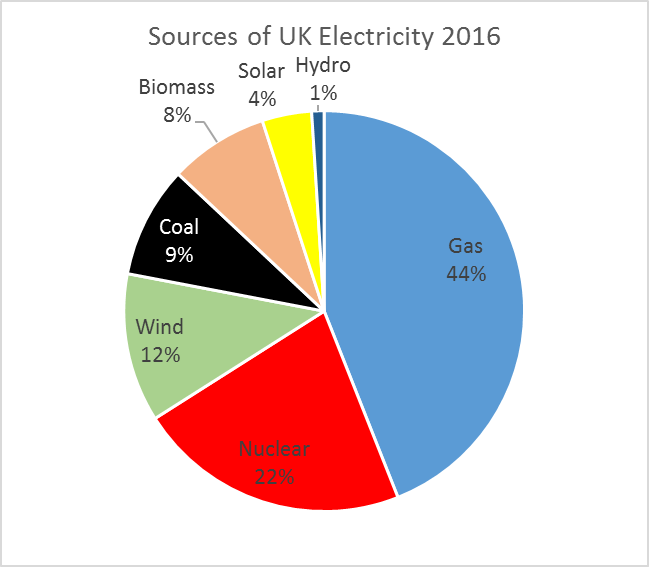 Sources of UK Electricity 2016
Hydro
1%
Solar
4%
Biomass
8%
Coal
9%
Gas
44%
Wind
12%
Nuclear
22%